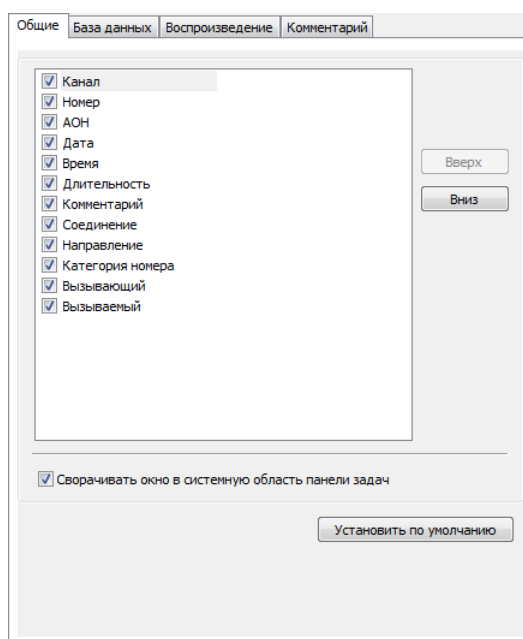 Общие База данных Воспроизведение Комментарий
Канал
Номер
АОН
Дата
Время
Длительность
Комментарий
Соединение
Направление
Категория номера
Вызывающий
Вызываемый
Вверх
Вниз
Сворачивать окно в системную область панели задач
Установить по умолчанию